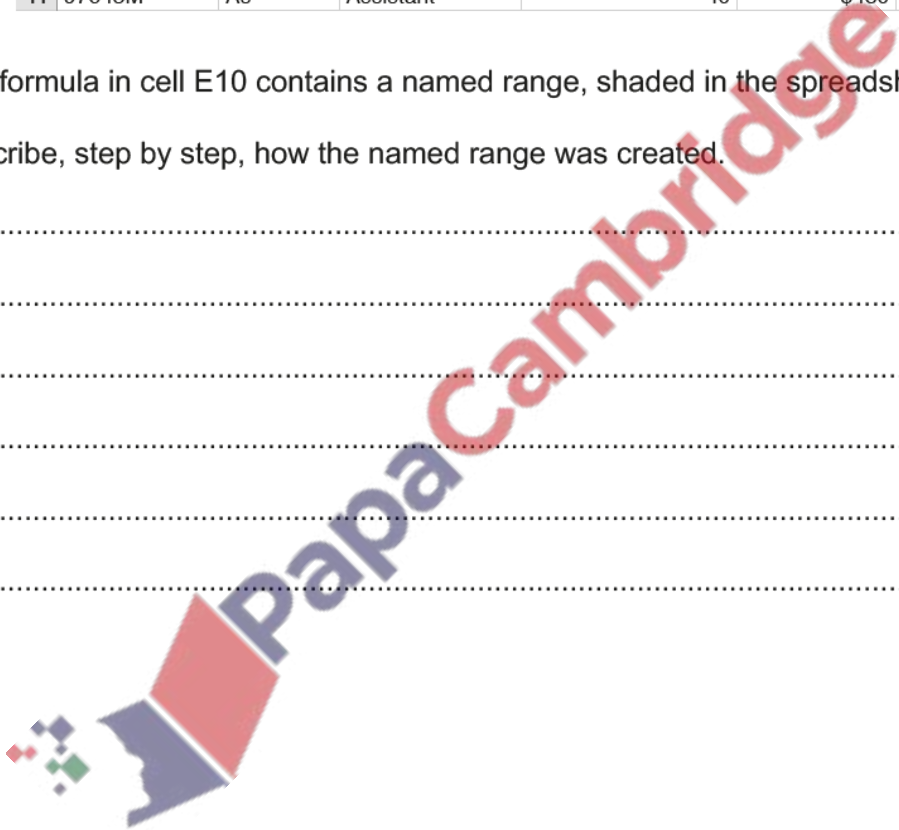 formula in cell E10 contains a named range, shaded in the spreadsh
cribe, step by step, how the named range was created.
PapaCambridge